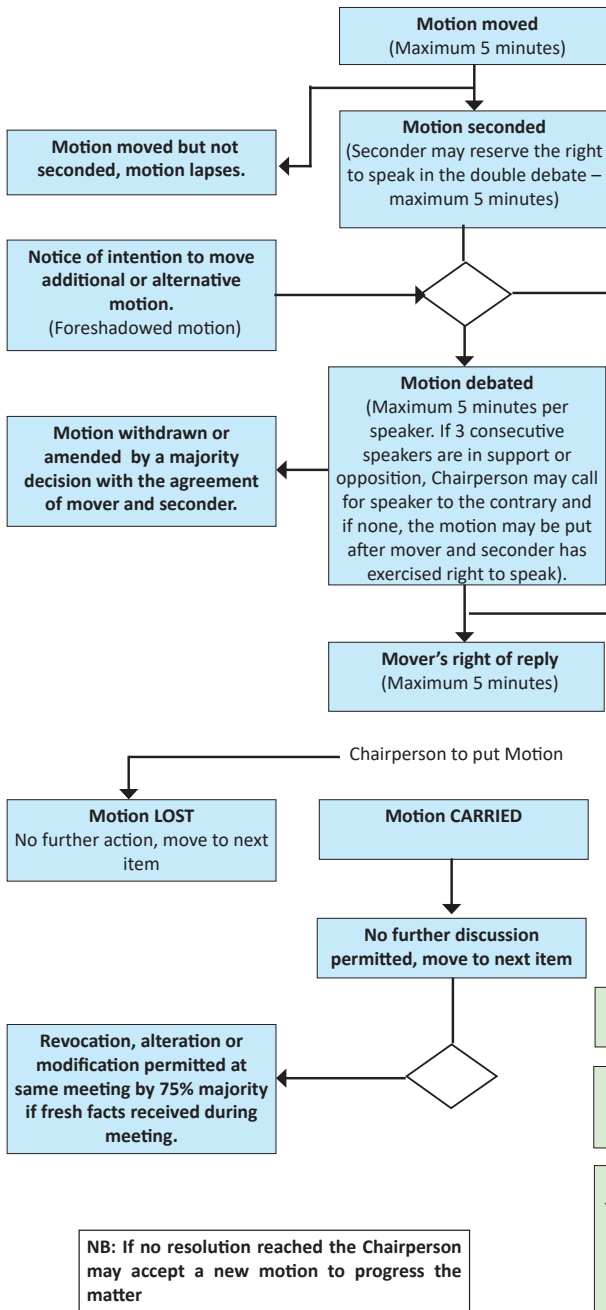 Motion moved
(Maximum 5 minutes)
Motion moved but not
seconded, motion lapses.
Motion seconded
(Seconder may reserve the right
to speak in the double debate –
maximum 5 minutes)
Notice of intention to move
additional or alternative
motion.
(Foreshadowed motion)
Motion debated
(Maximum 5 minutes per
speaker. If 3 consecutive
speakers are in support or
opposition, Chairperson may call
for speaker to the contrary and
if none, the motion may be put
after mover and seconder has
exercised right to speak).
Motion withdrawn or
amended by a majority
decision with the agreement
of mover and seconder.
Mover’s right of reply
(Maximum 5 minutes)
Chairperson to put Motion
Motion LOST
No further action, move to next
item
Motion CARRIED
No further discussion
permitted, move to next item
Revocation, alteration or
modification permitted at
same meeting by 75% majority
if fresh facts received during
meeting.
NB: If no resolution reached the Chairperson
may accept a new motion to progress the
matter